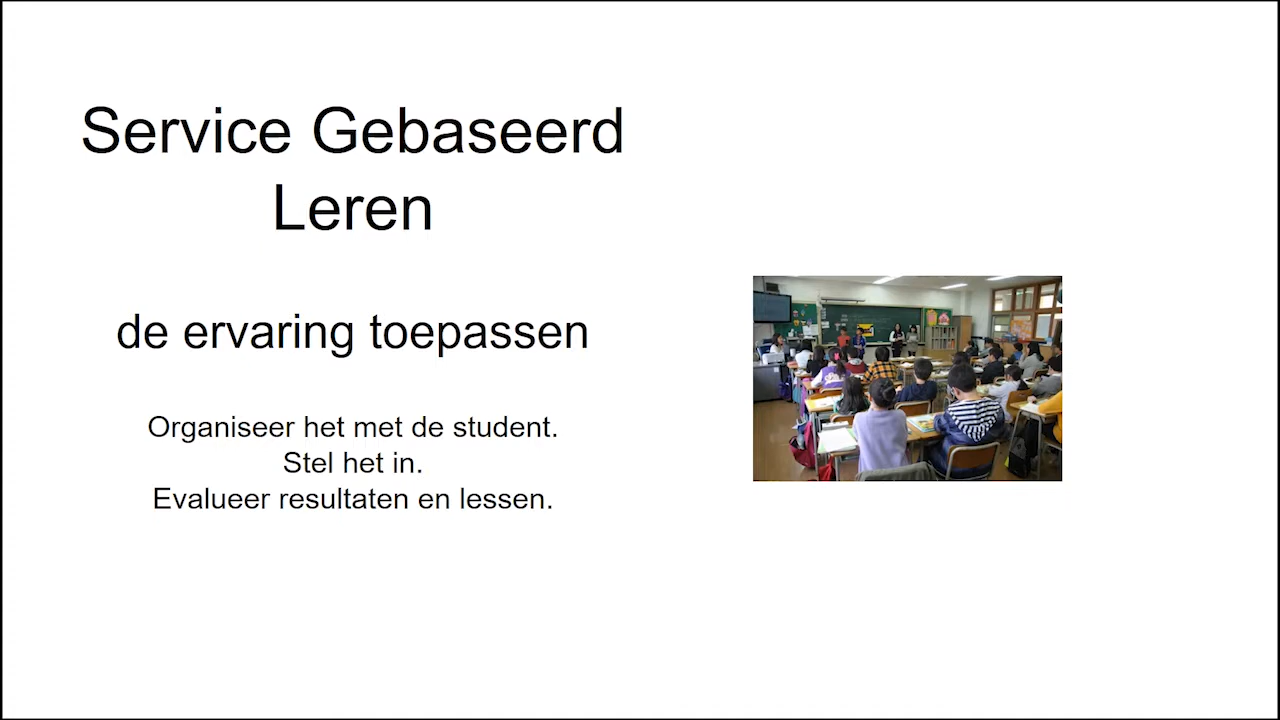 Service Gebaseerd
Leren
de ervaring toepassen
Organiseer het met de student.
Stel het in.
Evalueer resultaten en lessen.